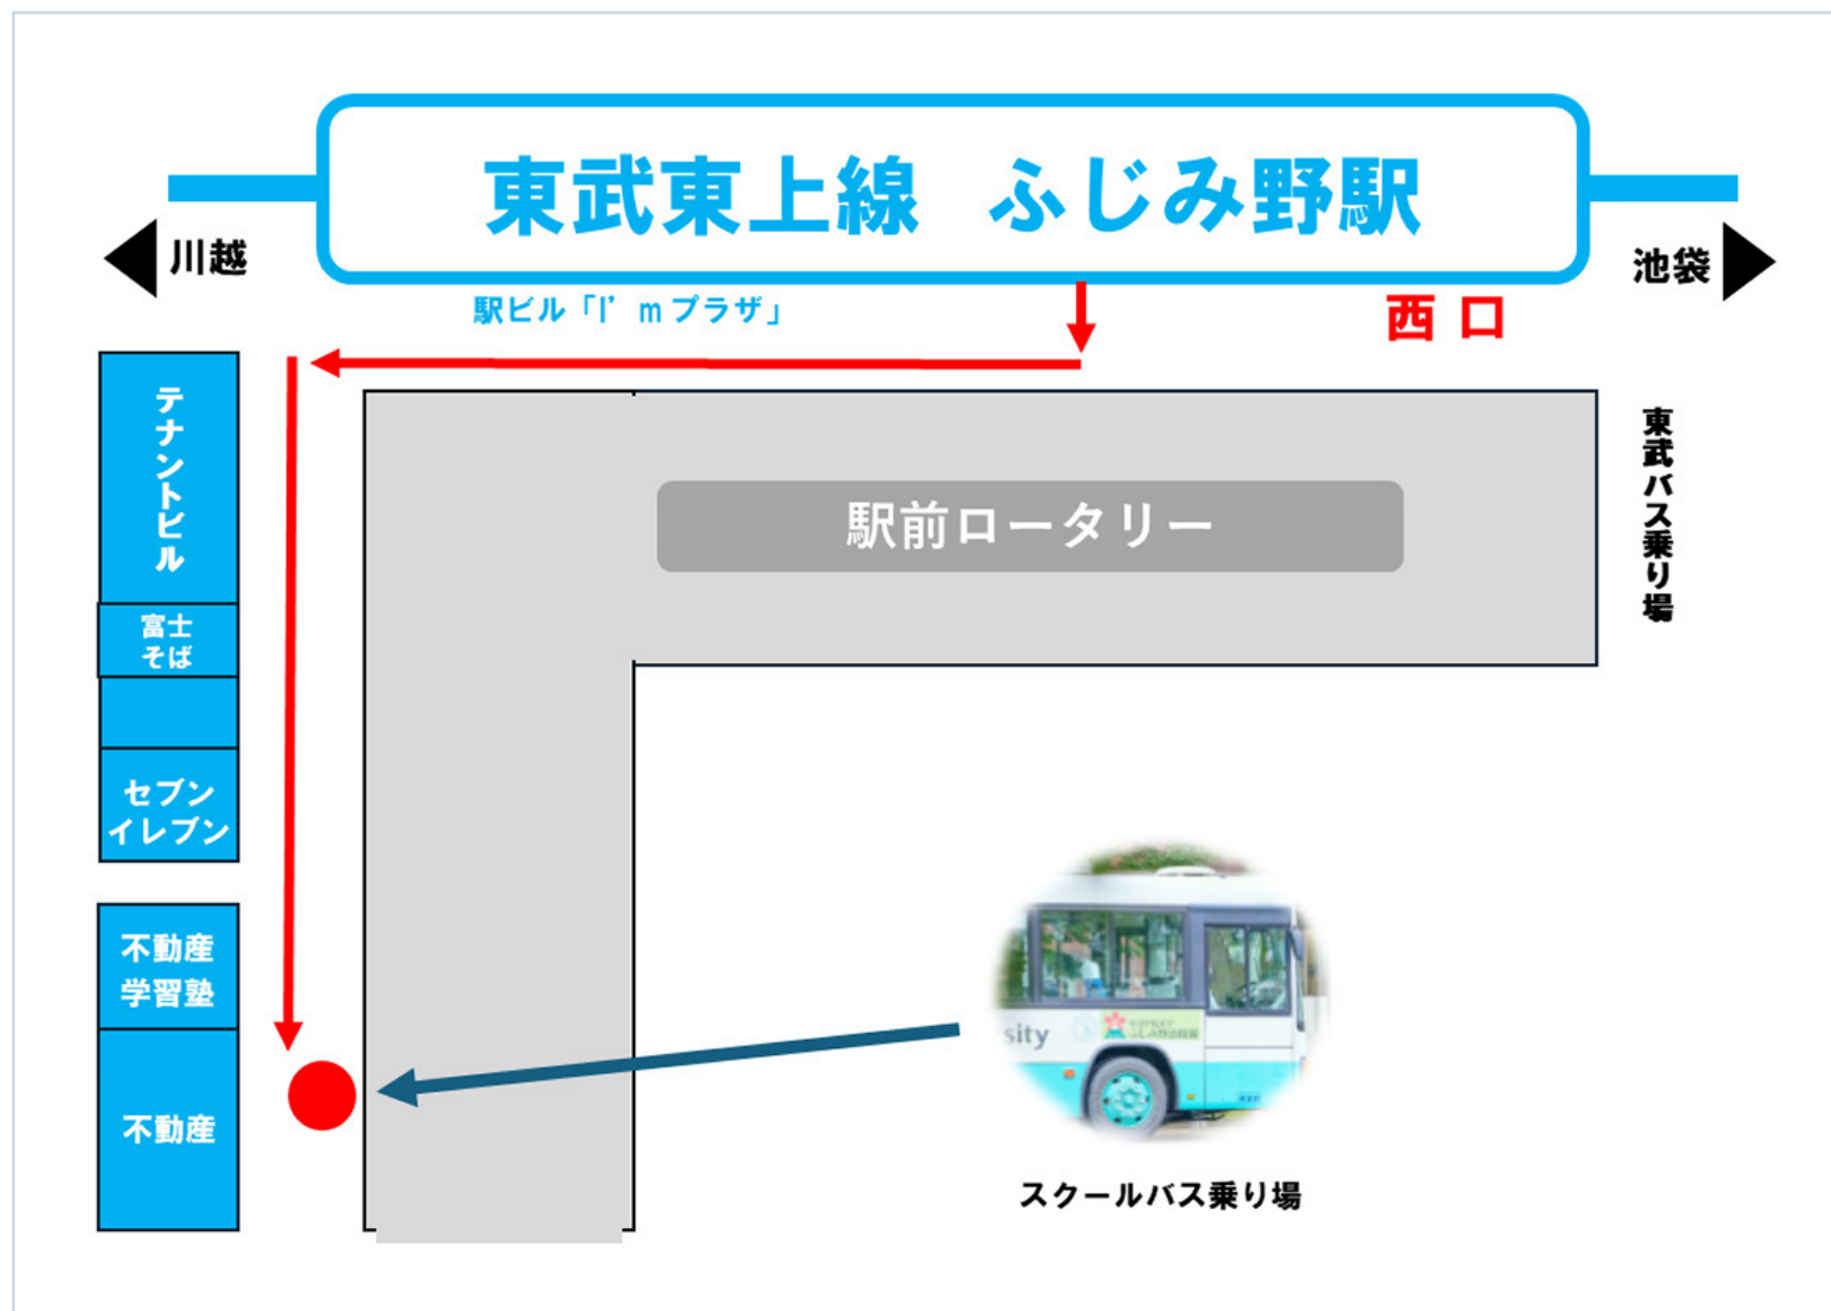 東武東上線 ふじみ野駅
川越
池袋
駅ビル「I’mプラザ」
西口
テナントビル
富士
そば
セブン
イレブン
不動産
学習塾
不動産
駅前ロータリー
東武バス乗り場
sity
スクールバス乗り場